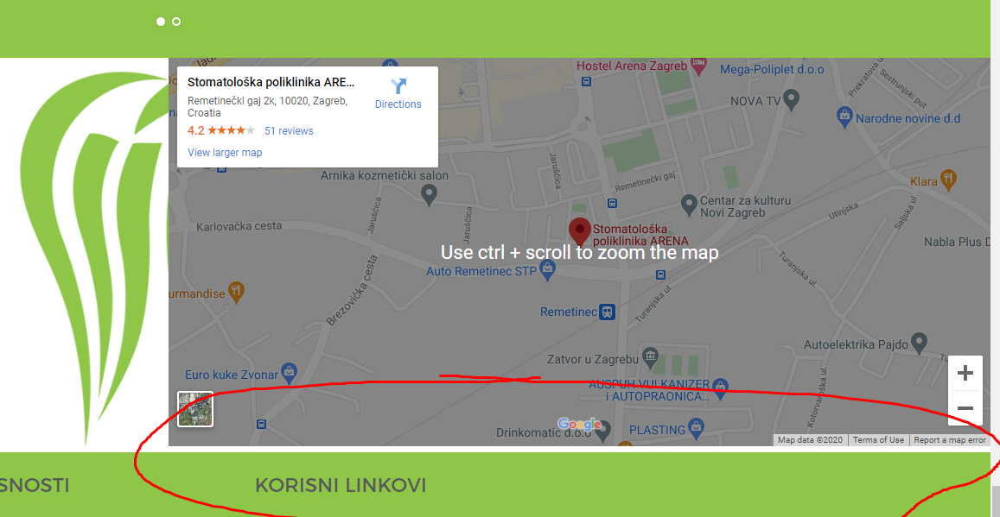 Stomatološka poliklinika ARE...
Remetinečki gaj 2k, 10020, Zagreb,
Croatia
Directions
4.2
51 reviews
View larger map
Hostel Arena Zagreb
Mega-Poliplet d.o.o
Prekratova u
Sestrunjski put
NOVA TV
Narodne novine d.d
Arnika kozmetički salon
Jaruščica
Remetinečki gaj
Klara
Centar za kulturu
Novi Zagreb
Utinjska
Saljska ul.
Jaruščica
Jaruščica
Karlovačka cesta
Stomatološka
poliklinika ARENA
Nabla Plus D
Use ctrl + scroll to zoom the map
Auto Remetinec STP
Turanjska ul.
urmandise
Brezovička cesta
Turanjska ul.
Remetinec
Autoelektrika Pajdo
Zatvor u Zagrebu
Euro kuke Zvonar
AUSPUH VULKANIZER
i AUTOPRAONICA...
Kotorvaroška ul
Google
Drinkomatic d.o.o
PLASTING
Map data ©2020
Terms of Use
Report a map error
SNOSTI
KORISNI LINKOVI